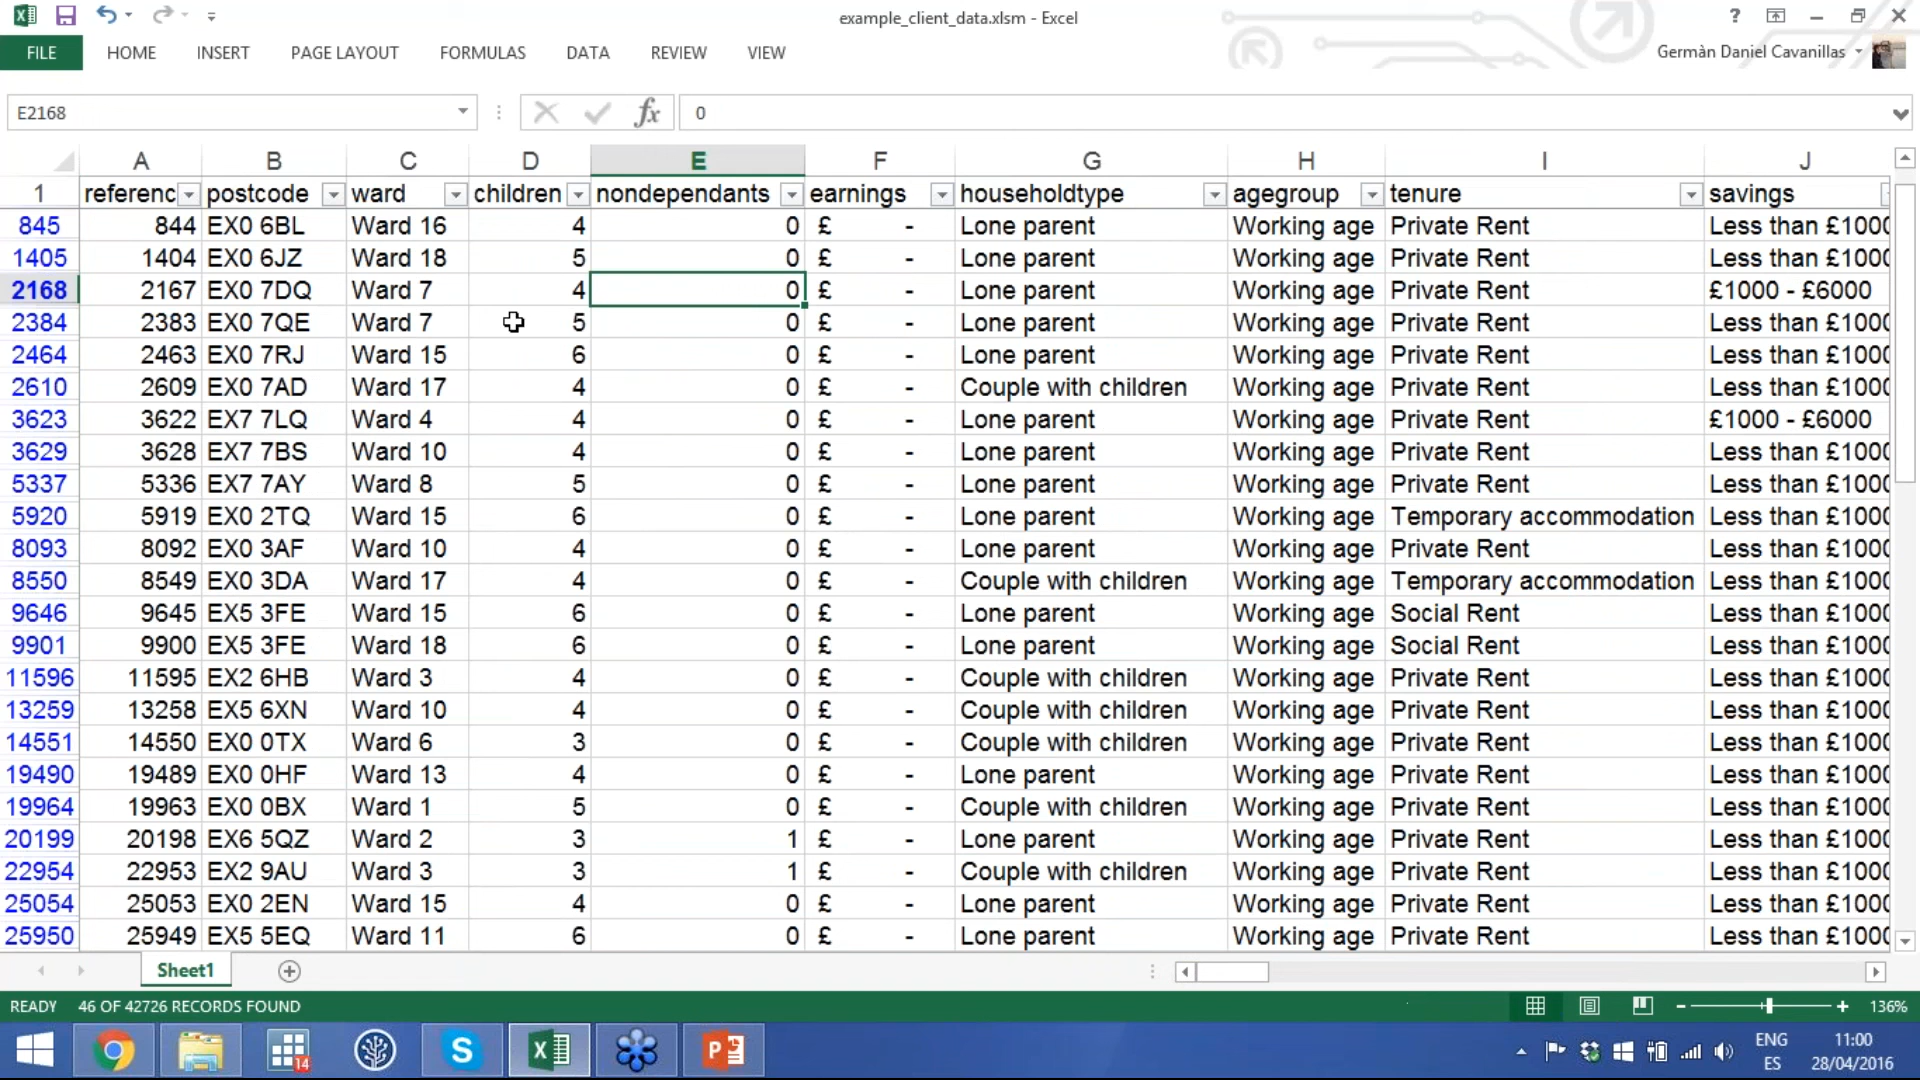 example_client_data.xlsm - Excel
FILE HOME INSERT PAGE LAYOUT FORMULAS DATA REVIEW VIEW Germàn Daniel Cavanillas
E2168 fx 0
A B C D E F G H I J
1 referenc postcode ward children nondependants earnings householdtype agegroup tenure savings
845 844 EX0 6BL Ward 16 4 0 £ - Lone parent Working age Private Rent Less than £1000
1405 1404 EX0 6JZ Ward 18 5 0 £ - Lone parent Working age Private Rent Less than £1000
2168 2167 EX0 7DQ Ward 7 4 0 £ - Lone parent Working age Private Rent £1000 - £6000
2384 2383 EX0 7QE Ward 7 5 0 £ - Lone parent Working age Private Rent Less than £1000
2464 2463 EX0 7RJ Ward 15 6 0 £ - Lone parent Working age Private Rent Less than £1000
2610 2609 EX0 7AD Ward 17 4 0 £ - Couple with children Working age Private Rent Less than £1000
3623 3622 EX7 7LQ Ward 4 4 0 £ - Lone parent Working age Private Rent £1000 - £6000
3629 3628 EX7 7BS Ward 10 4 0 £ - Lone parent Working age Private Rent Less than £1000
5337 5336 EX7 7AY Ward 8 5 0 £ - Lone parent Working age Private Rent Less than £1000
5920 5919 EX0 2TQ Ward 15 6 0 £ - Lone parent Working age Temporary accommodation Less than £1000
8093 8092 EX0 3AF Ward 10 4 0 £ - Lone parent Working age Private Rent Less than £1000
8550 8549 EX0 3DA Ward 17 4 0 £ - Couple with children Working age Temporary accommodation Less than £1000
9646 9645 EX5 3FE Ward 15 6 0 £ - Lone parent Working age Social Rent Less than £1000
9901 9900 EX5 3FE Ward 18 6 0 £ - Lone parent Working age Social Rent Less than £1000
11596 11595 EX2 6HB Ward 3 4 0 £ - Couple with children Working age Private Rent Less than £1000
13259 13258 EX5 6XN Ward 10 4 0 £ - Couple with children Working age Private Rent Less than £1000
14551 14550 EX0 0TX Ward 6 3 0 £ - Couple with children Working age Private Rent Less than £1000
19490 19489 EX0 0HF Ward 13 4 0 £ - Lone parent Working age Private Rent Less than £1000
19964 19963 EX0 0BX Ward 1 5 0 £ - Couple with children Working age Private Rent Less than £1000
20199 20198 EX6 5QZ Ward 2 3 1 £ - Lone parent Working age Private Rent Less than £1000
22954 22953 EX2 9AU Ward 3 3 1 £ - Couple with children Working age Private Rent Less than £1000
25054 25053 EX0 2EN Ward 15 4 0 £ - Lone parent Working age Private Rent Less than £1000
25950 25949 EX5 5EQ Ward 11 6 0 £ - Lone parent Working age Private Rent Less than £1000
Sheet1
READY 46 OF 42726 RECORDS FOUND 136%
14 ENG 11:00
ES 28/04/2016